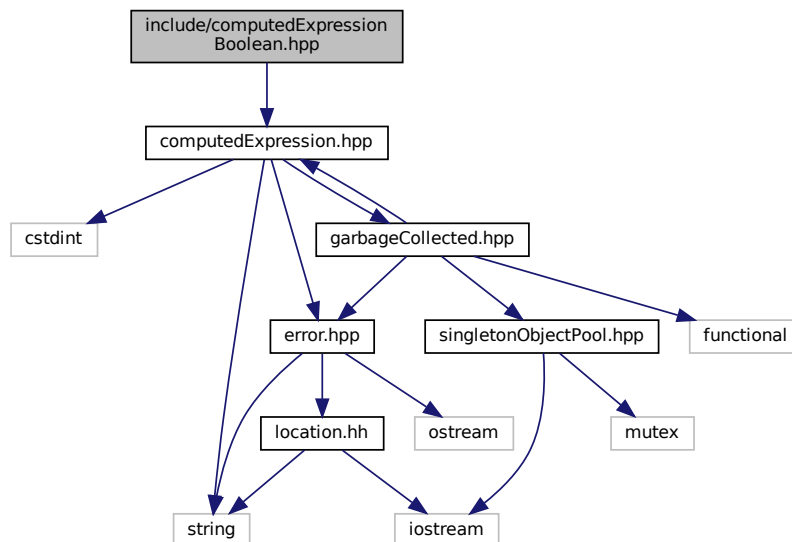 include/computedExpression
Boolean.hpp
computedExpression.hpp
cstdint
garbageCollected.hpp
error.hpp
singletonObjectPool.hpp
functional
location.hh
ostream
mutex
string
iostream